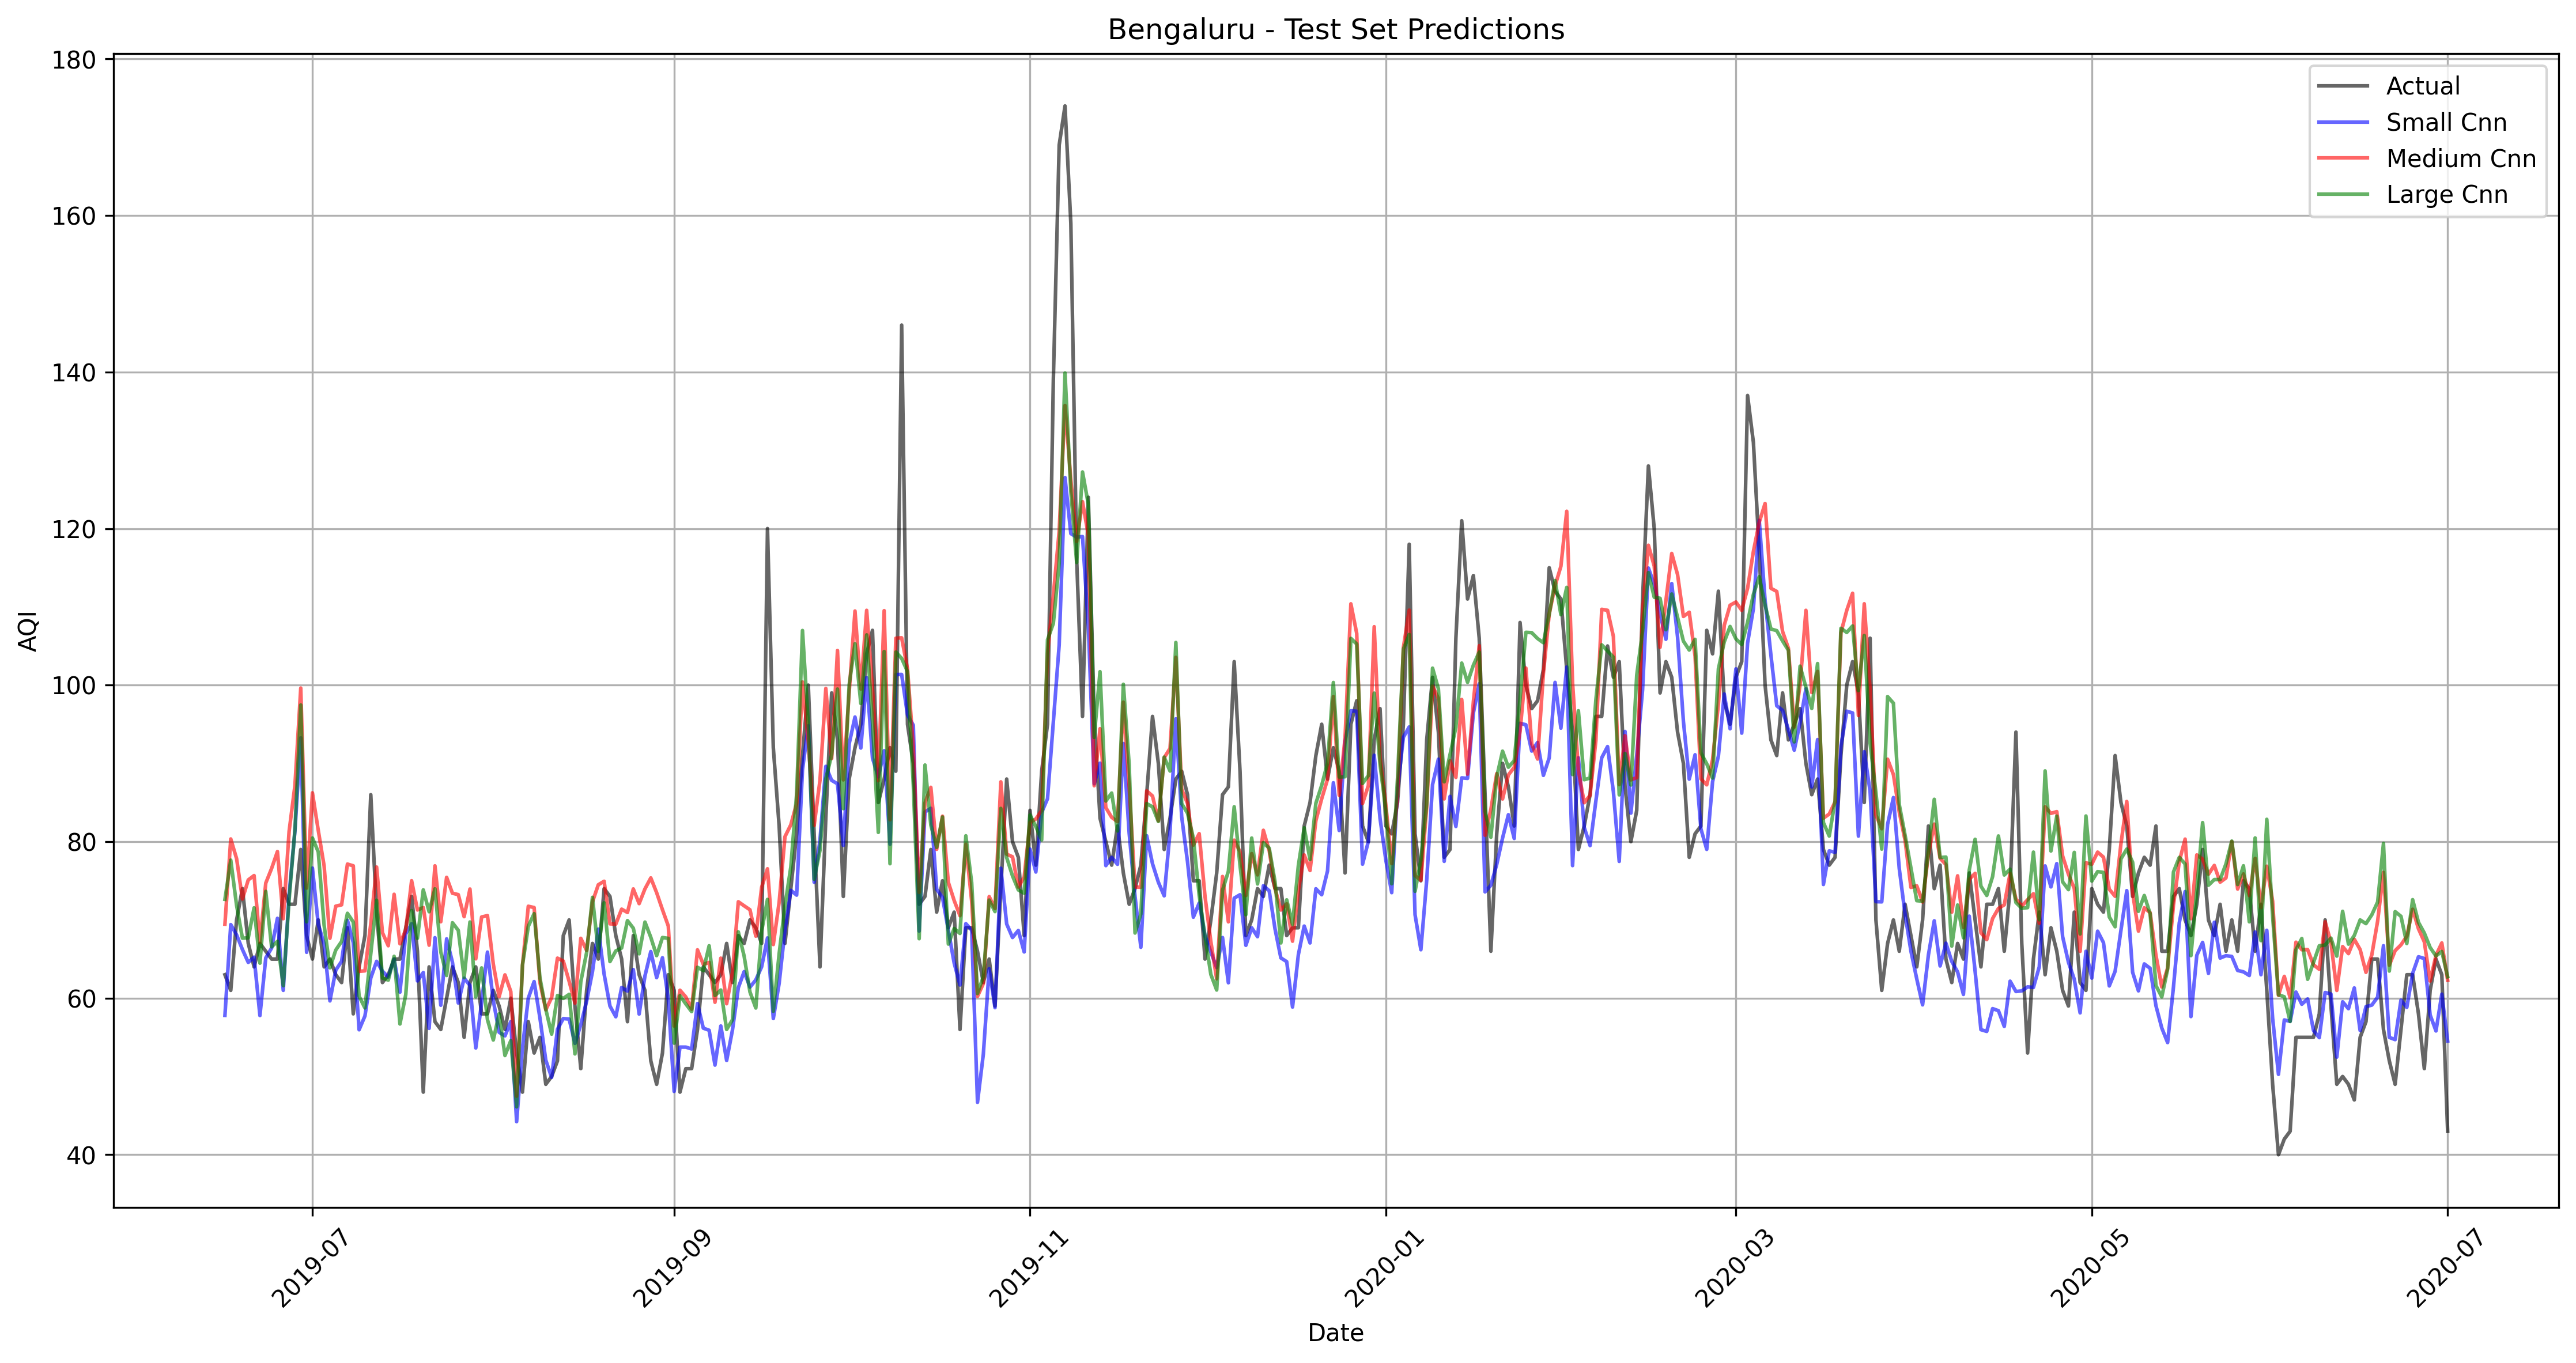 Bengaluru - Test Set Predictions
180
160
140
120
100
80
60
40
AQI
Actual
Small Cnn
Medium Cnn
Large Cnn
2019-07
2019-09
2019-11
2020-01
2020-03
2020-05
2020-07
Date